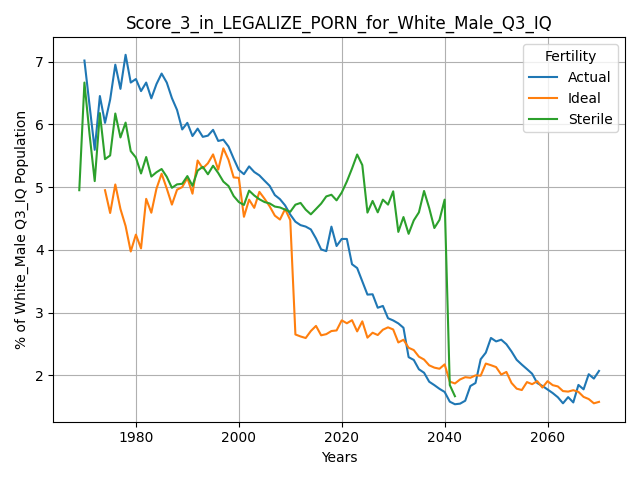 Score_3_in_LEGALIZE_PORN_for_White_Male_Q3_IQ
Fertility
Actual
Ideal
Sterile
% of White_Male Q3_IQ Population
7
6
5
4
3
2
1980
2000
2020
2040
2060
Years